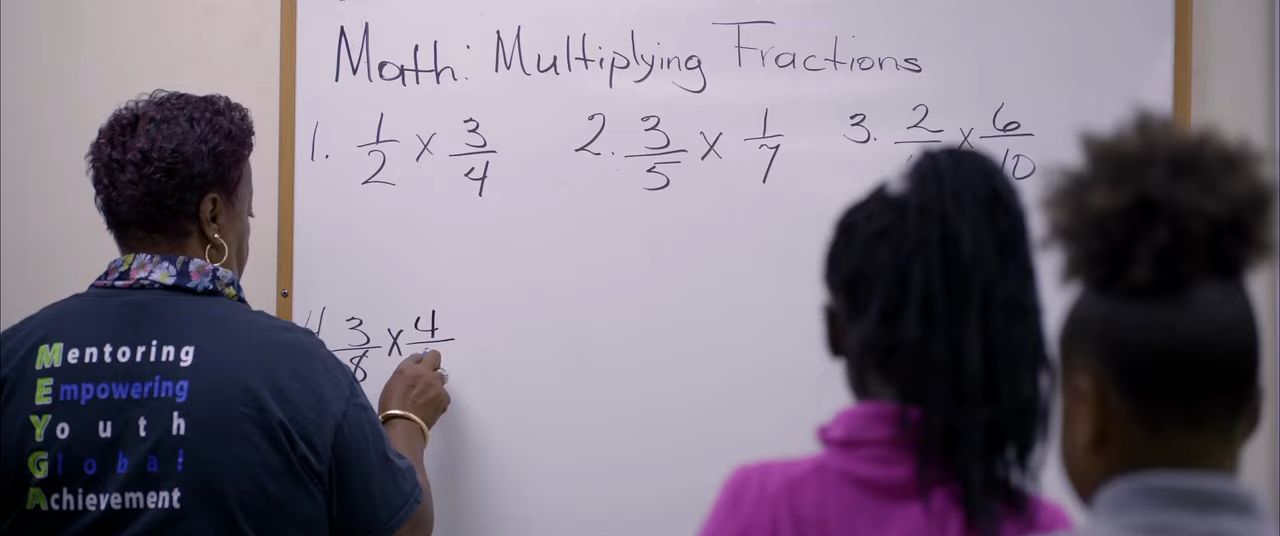 Math: Multiplying Fractions
1. 1/2 x 3/4 2. 3/5 x 1/7 3. 2/ x 6/10
4. 3/8 x 4/
Mentoring
Empowering
Youth
Global
Achievement